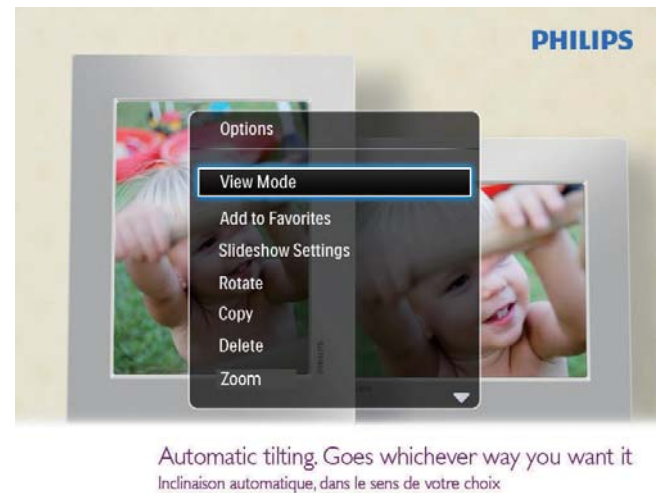 PHILIPS
Options
View Mode
Add to Favorites
Slideshow Settings
Rotate
Copy
Delete
Zoom
PHILIPS
Automatic tilting. Goes whichever way you want it
Inclinaison automatique, dans le sens de votre choix